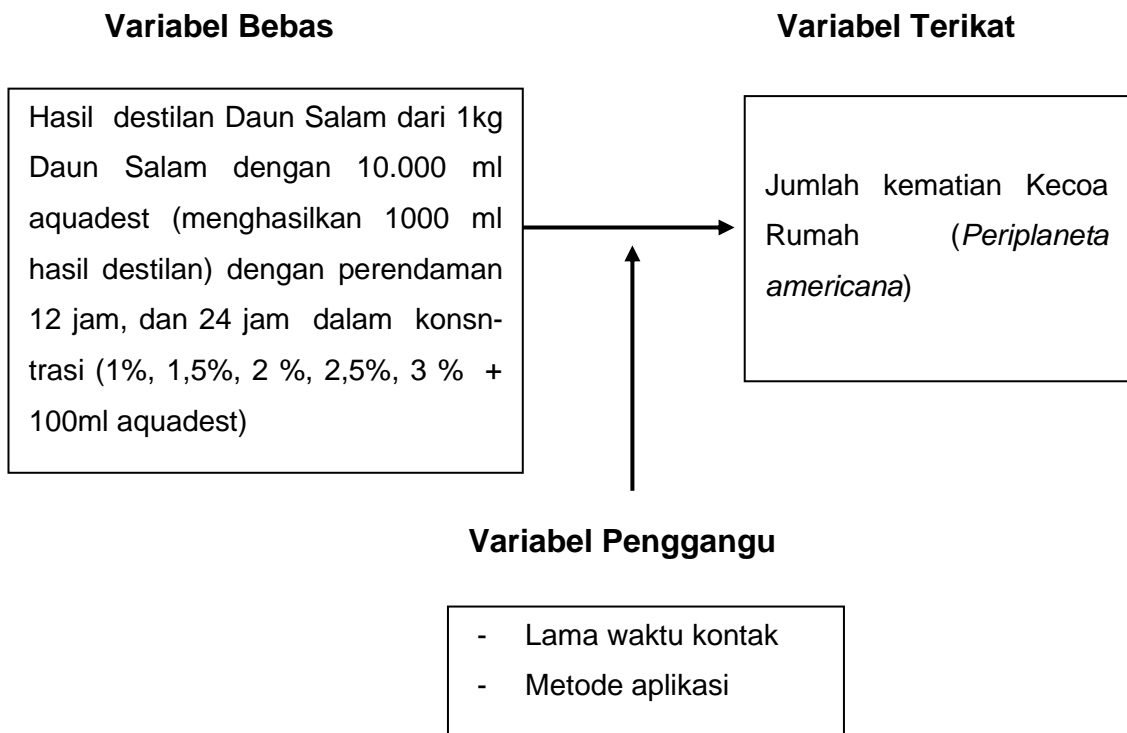 Variabel Bebas
Hasil destilan Daun Salam dari 1kg
Daun Salam dengan 10.000 ml
aquadest (menghasilkan 1000 ml
hasil destilan) dengan perendaman
12 jam, dan 24 jam dalam konsn-
trasi (1%, 1,5%, 2 %, 2,5%, 3 % +
100ml aquadest)
Variabel Terikat
Jumlah kematian Kecoa
Rumah (Periplaneta
americana)
Variabel Penggangu
- Lama waktu kontak
- Metode aplikasi